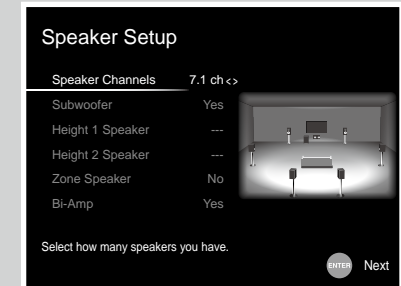 Speaker Setup
Speaker Channels 7.1 ch <>
Subwoofer Yes
Height 1 Speaker ---
Height 2 Speaker ---
Zone Speaker No
Bi-Amp Yes
Select how many speakers you have.
ENTER Next